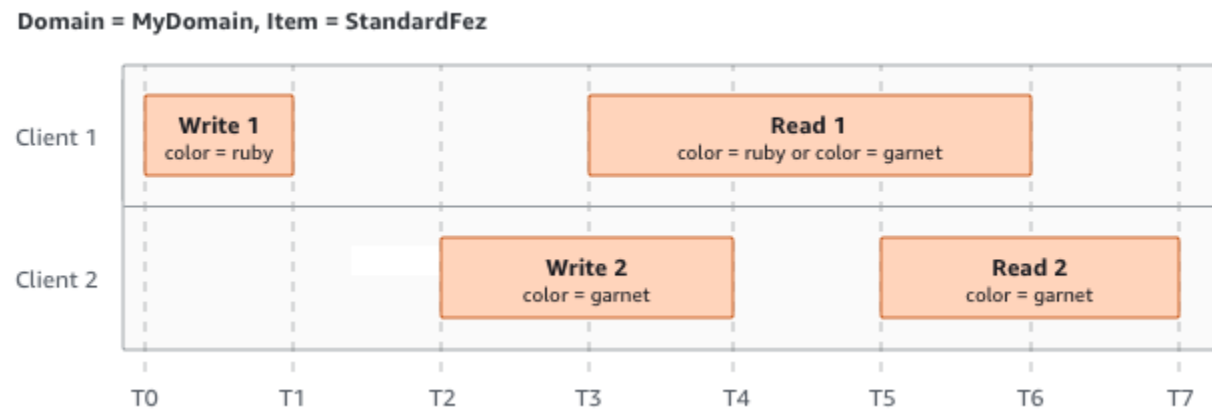 Domain = MyDomain, Item = StandardFez
Client 1
Write 1
color = ruby
Read 1
color = ruby or color = garnet
Client 2
Write 2
color = garnet
Read 2
color = garnet
T0 T1 T2 T3 T4 T5 T6 T7